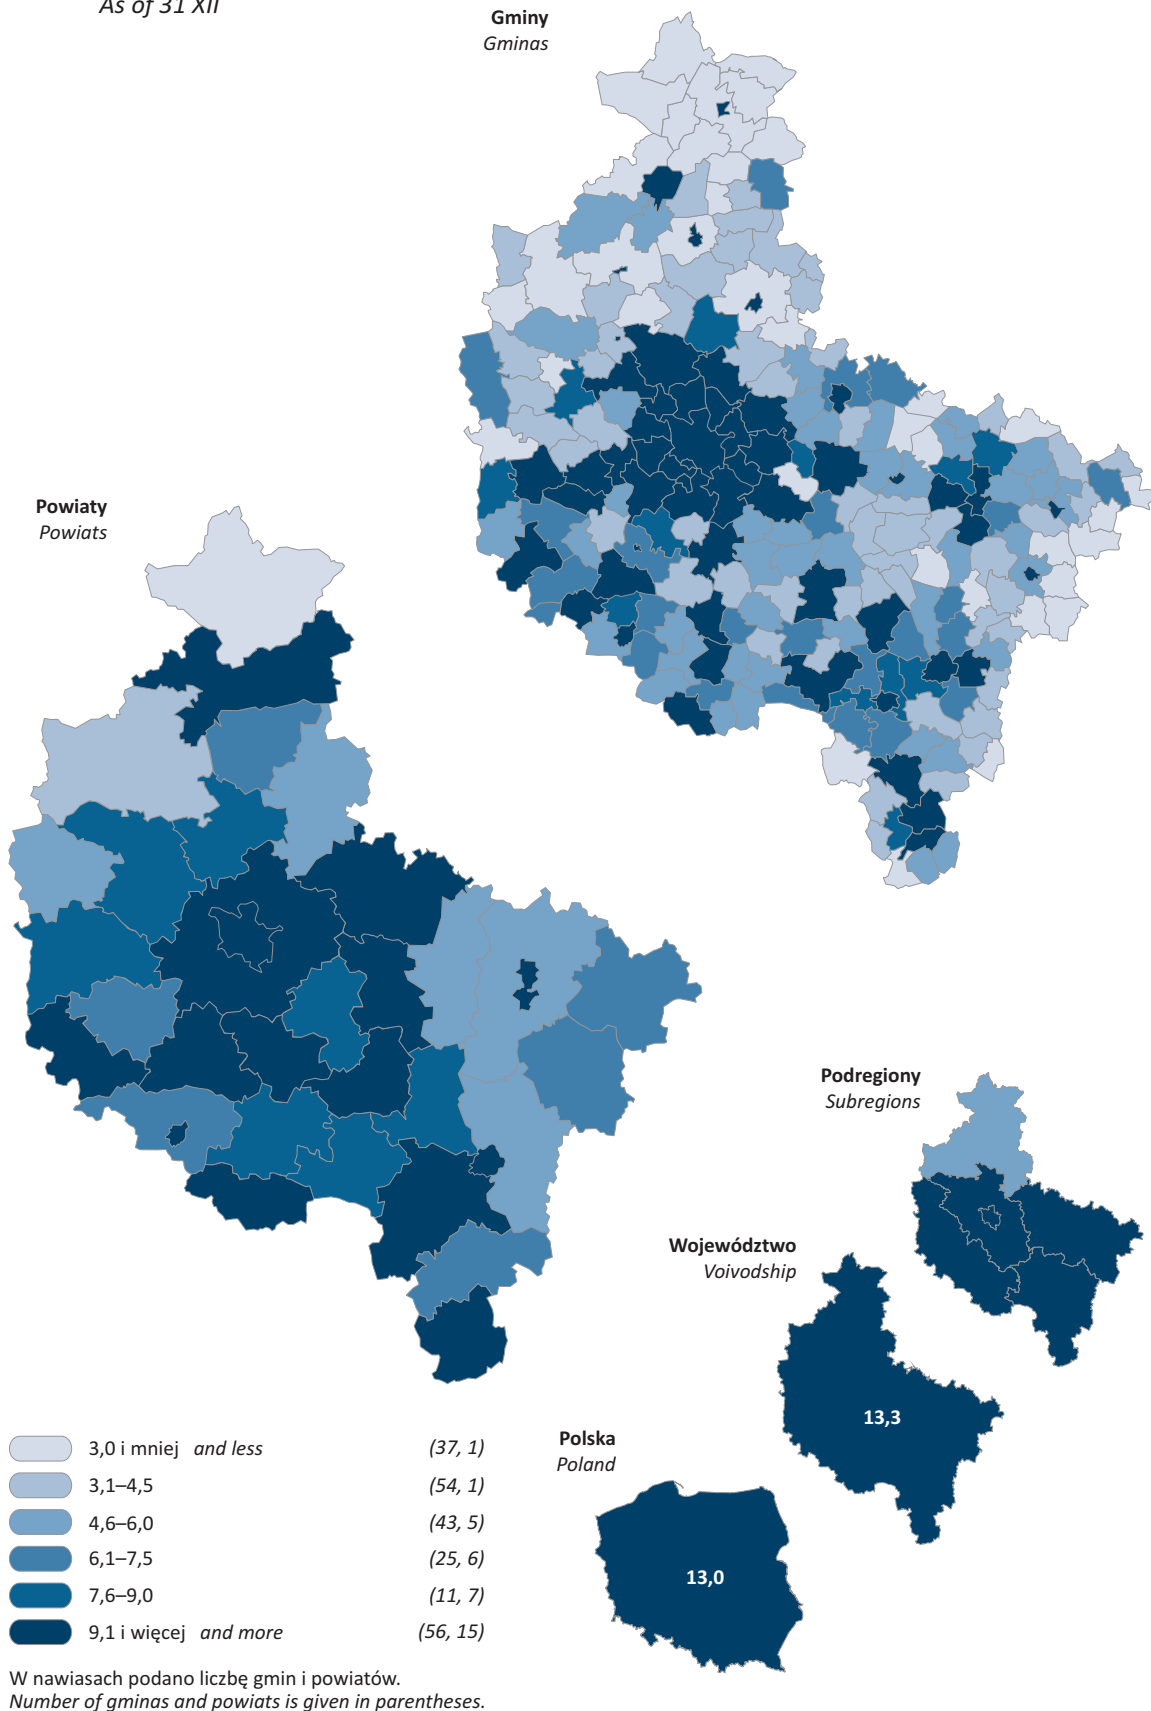 As of 31 XII
Gminy
Gminas
Powiaty
Powiats
Podregiony
Subregions
Województwo
Voivodship
13,3
Polska
Poland
13,0
3,0 i mniej and less (37, 1)
3,1–4,5 (54, 1)
4,6–6,0 (43, 5)
6,1–7,5 (25, 6)
7,6–9,0 (11, 7)
9,1 i więcej and more (56, 15)
W nawiasach podano liczbę gmin i powiatów.
Number of gminas and powiats is given in parentheses.